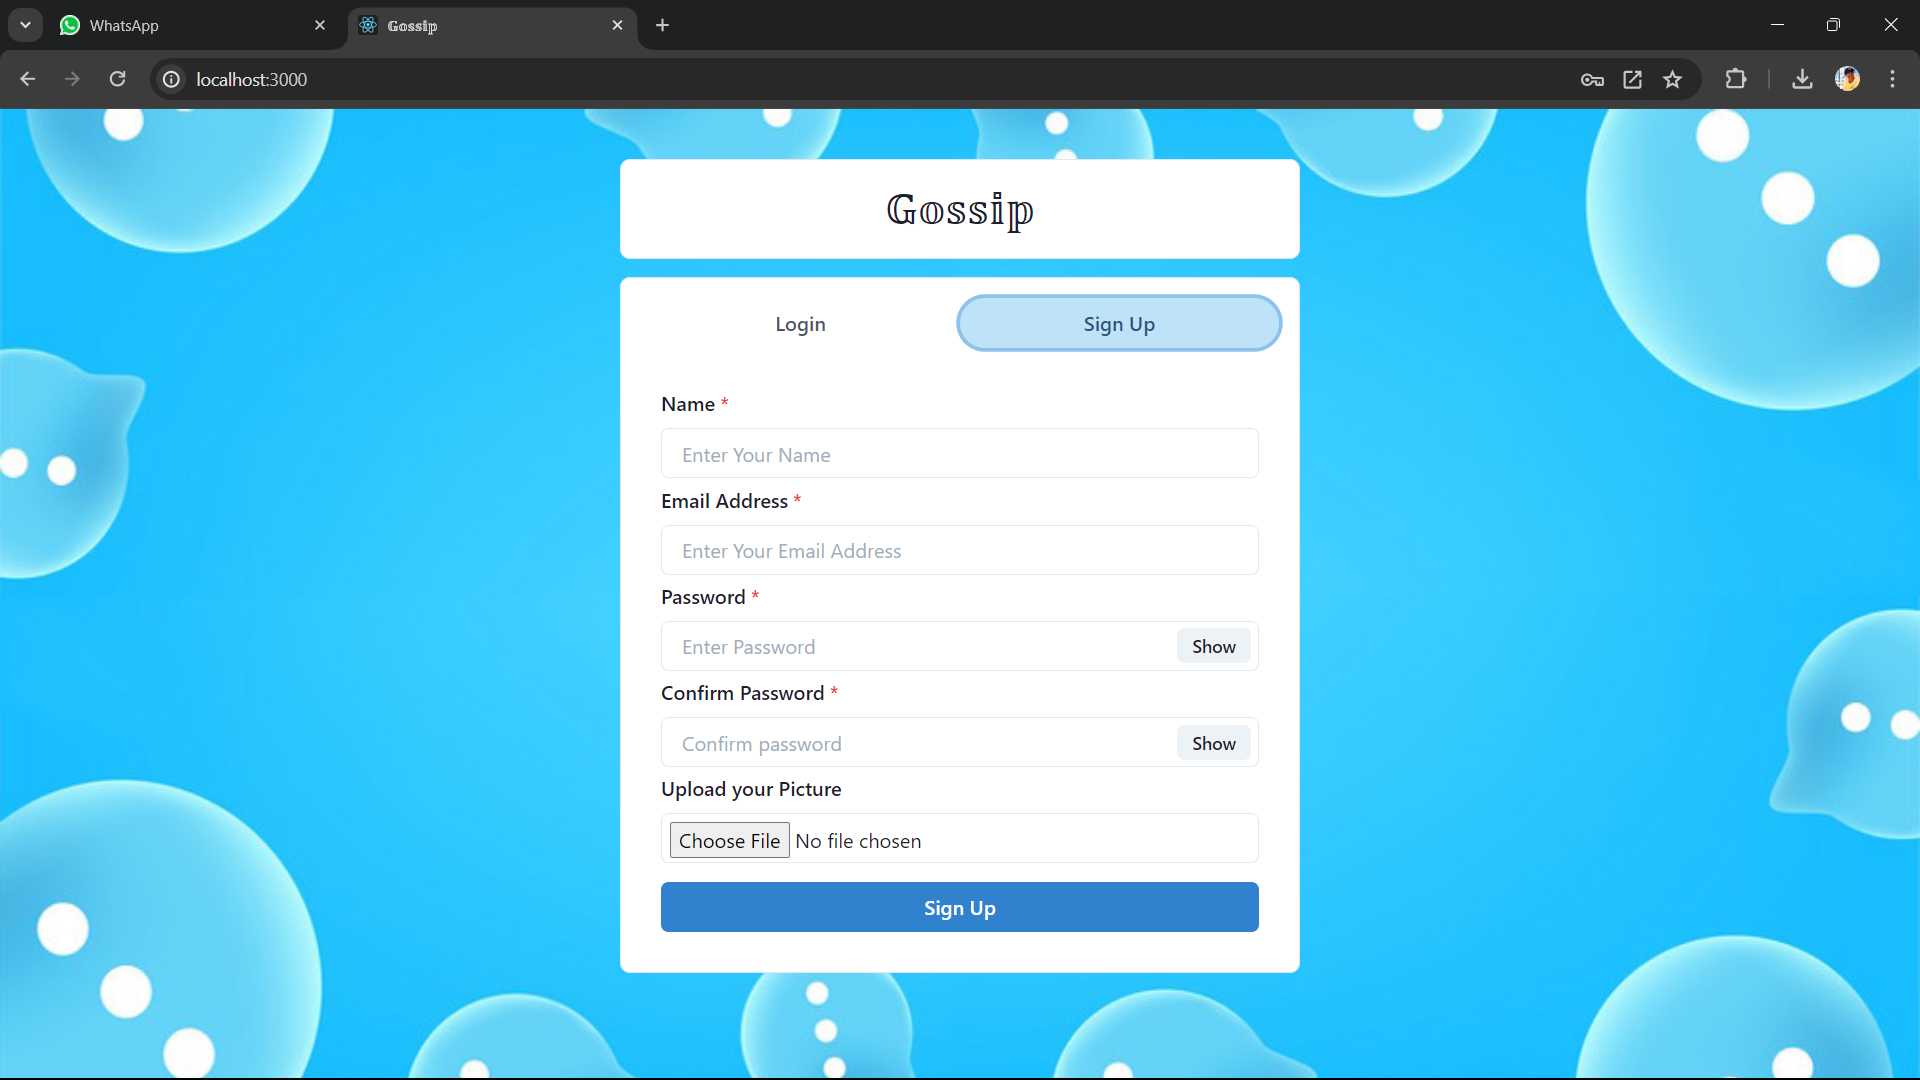 WhatsApp
𝔾𝕠𝕤𝕤𝕚𝕡
localhost:3000
𝔾𝕠𝕤𝕤𝕚𝕡
Login Sign Up
Name *
Enter Your Name
Email Address *
Enter Your Email Address
Password *
Enter Password Show
Confirm Password *
Confirm password Show
Upload your Picture
Choose File No file chosen
Sign Up